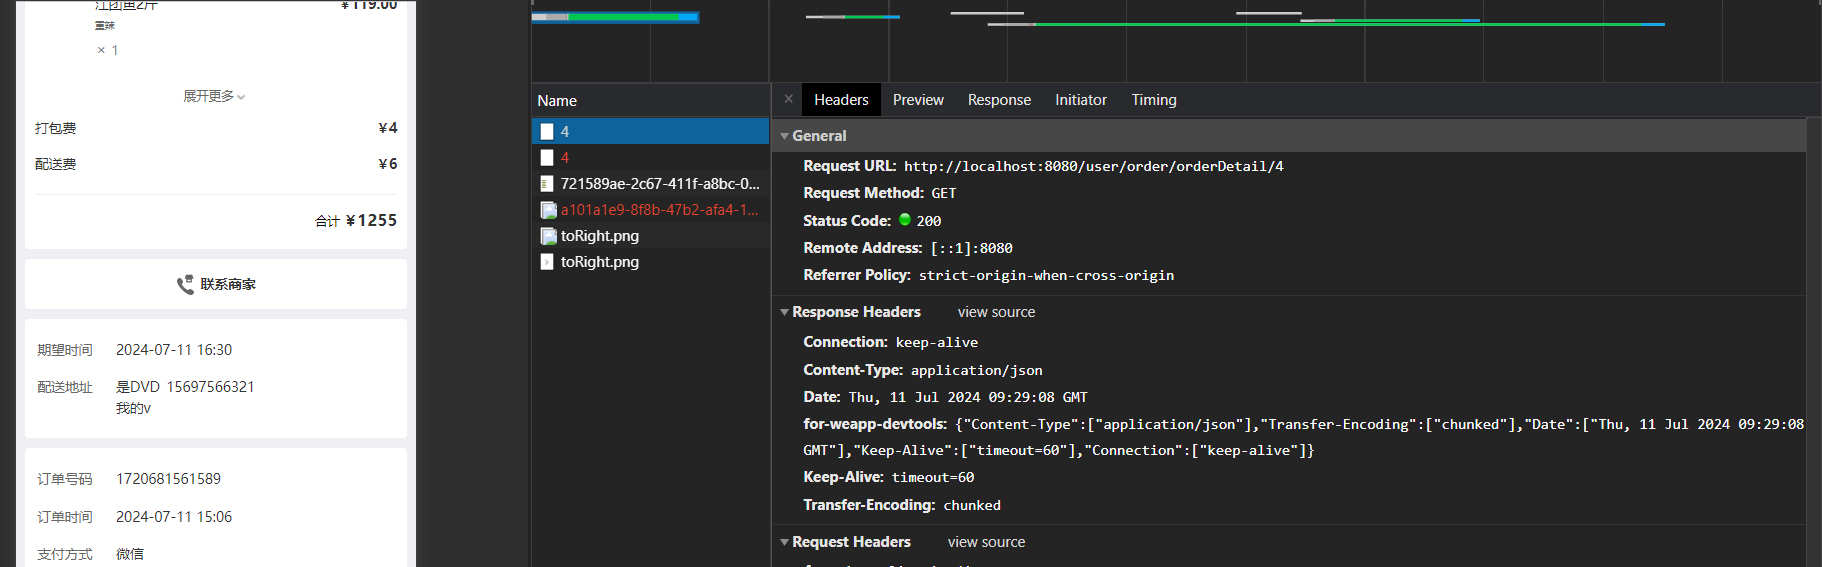 江团鱼2斤 ￥119.00
重辣
× 1
展开更多
打包费 ￥4
配送费 ￥6
合计 ￥1255
联系商家
期望时间 2024-07-11 16:30
配送地址 是DVD 15697566321
我的v
订单号码 1720681561589
订单时间 2024-07-11 15:06
支付方式 微信
Name
4
4
721589ae-2c67-411f-a8bc-0...
a101a1e9-8f8b-47b2-afa4-1...
toRight.png
toRight.png
× Headers Preview Response Initiator Timing
General
Request URL: http://localhost:8080/user/order/orderDetail/4
Request Method: GET
Status Code: 200
Remote Address: [::1]:8080
Referrer Policy: strict-origin-when-cross-origin
Response Headers view source
Connection: keep-alive
Content-Type: application/json
Date: Thu, 11 Jul 2024 09:29:08 GMT
for-weapp-devtools: {"Content-Type":["application/json"],"Transfer-Encoding":["chunked"],"Date":["Thu, 11 Jul 2024 09:29:08
GMT"],"Keep-Alive":["timeout=60"],"Connection":["keep-alive"]}
Keep-Alive: timeout=60
Transfer-Encoding: chunked
Request Headers view source